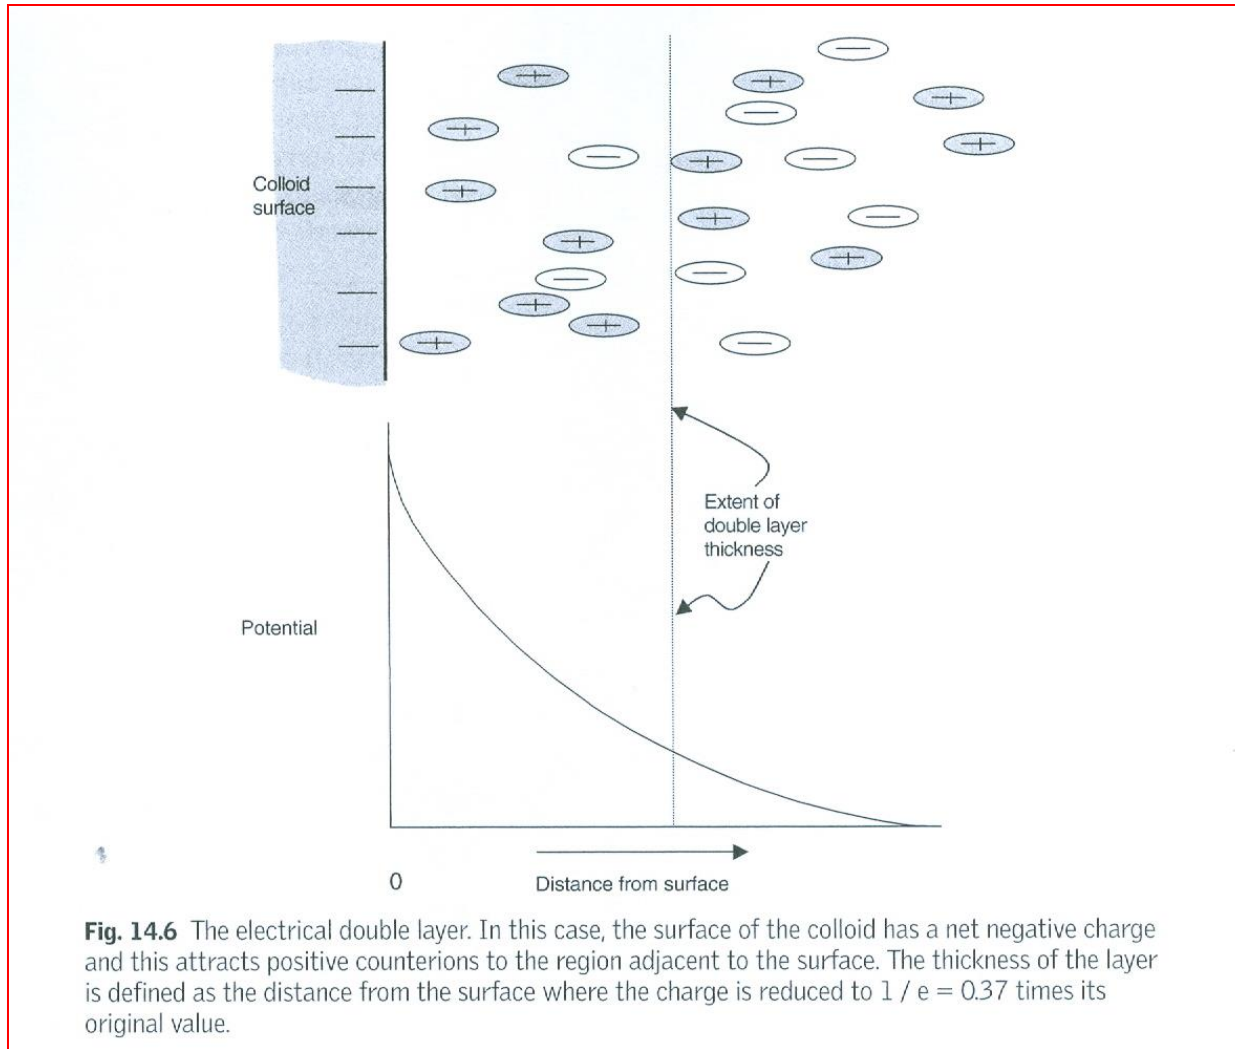 Colloid
surface
Extent of
double layer
thickness
Potential
0
Distance from surface
Fig. 14.6 The electrical double layer. In this case, the surface of the colloid has a net negative charge
and this attracts positive counterions to the region adjacent to the surface. The thickness of the layer
is defined as the distance from the surface where the charge is reduced to 1 / e = 0.37 times its
original value.